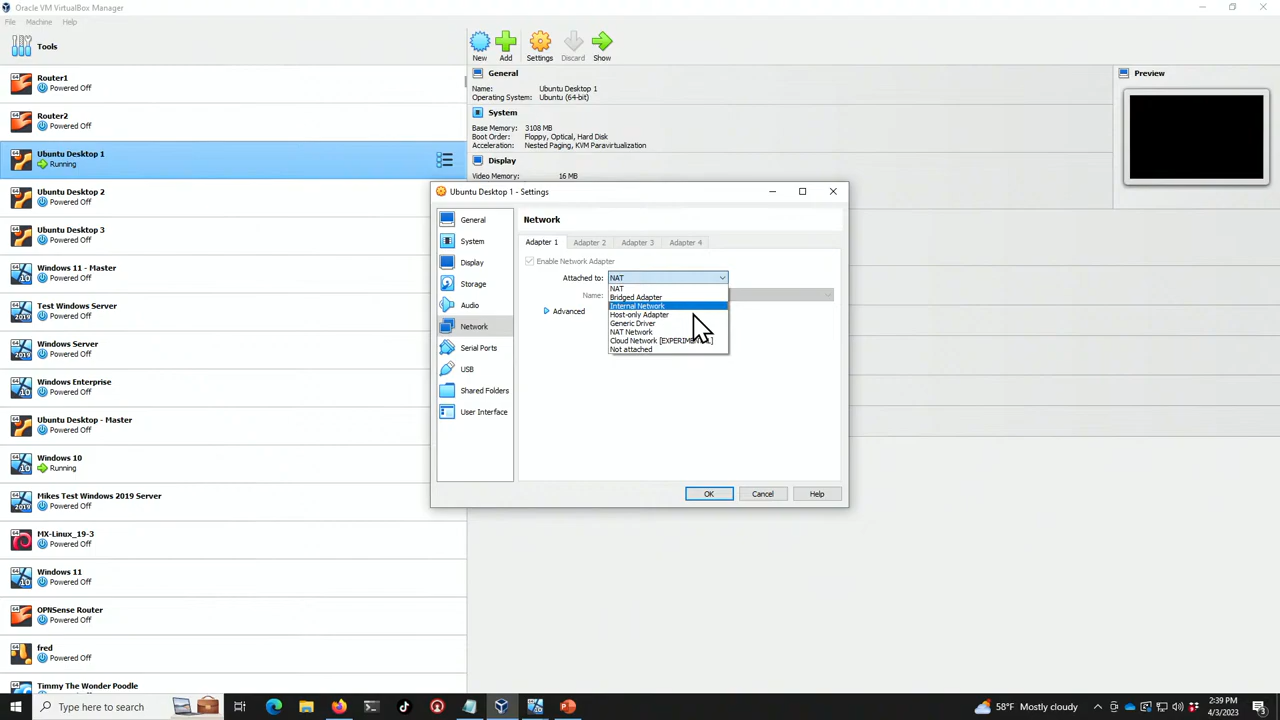 Oracle VM VirtualBox Manager
File Machine Help
Tools
Router1
Powered Off
Router2
Powered Off
Ubuntu Desktop 1
Running
Ubuntu Desktop 2
Powered Off
Ubuntu Desktop 3
Powered Off
Windows 11 - Master
Powered Off
Test Windows Server
Powered Off
Windows Server
Powered Off
Windows Enterprise
Powered Off
Ubuntu Desktop - Master
Powered Off
Windows 10
Running
Mikes Test Windows 2019 Server
Powered Off
MX-Linux_19-3
Powered Off
Windows 11
Powered Off
OPNSense Router
Powered Off
fred
Powered Off
Timmy The Wonder Poodle
New Add Settings Discard Show
General
Name: Ubuntu Desktop 1
Operating System: Ubuntu (64-bit)
System
Base Memory: 3108 MB
Boot Order: Floppy, Optical, Hard Disk
Acceleration: Nested Paging, KVM Paravirtualization
Display
Video Memory: 16 MB
Preview
Ubuntu Desktop 1 - Settings
General
System
Display
Storage
Audio
Network
Serial Ports
USB
Shared Folders
User Interface
Network
Adapter 1 Adapter 2 Adapter 3 Adapter 4
Enable Network Adapter
Attached to: NAT
Name:
Advanced
NAT
Bridged Adapter
Internal Network
Host-only Adapter
Generic Driver
NAT Network
Cloud Network
Not attached
OK Cancel Help
Type here to search
58°F Mostly cloudy
2:39 PM
4/3/2023